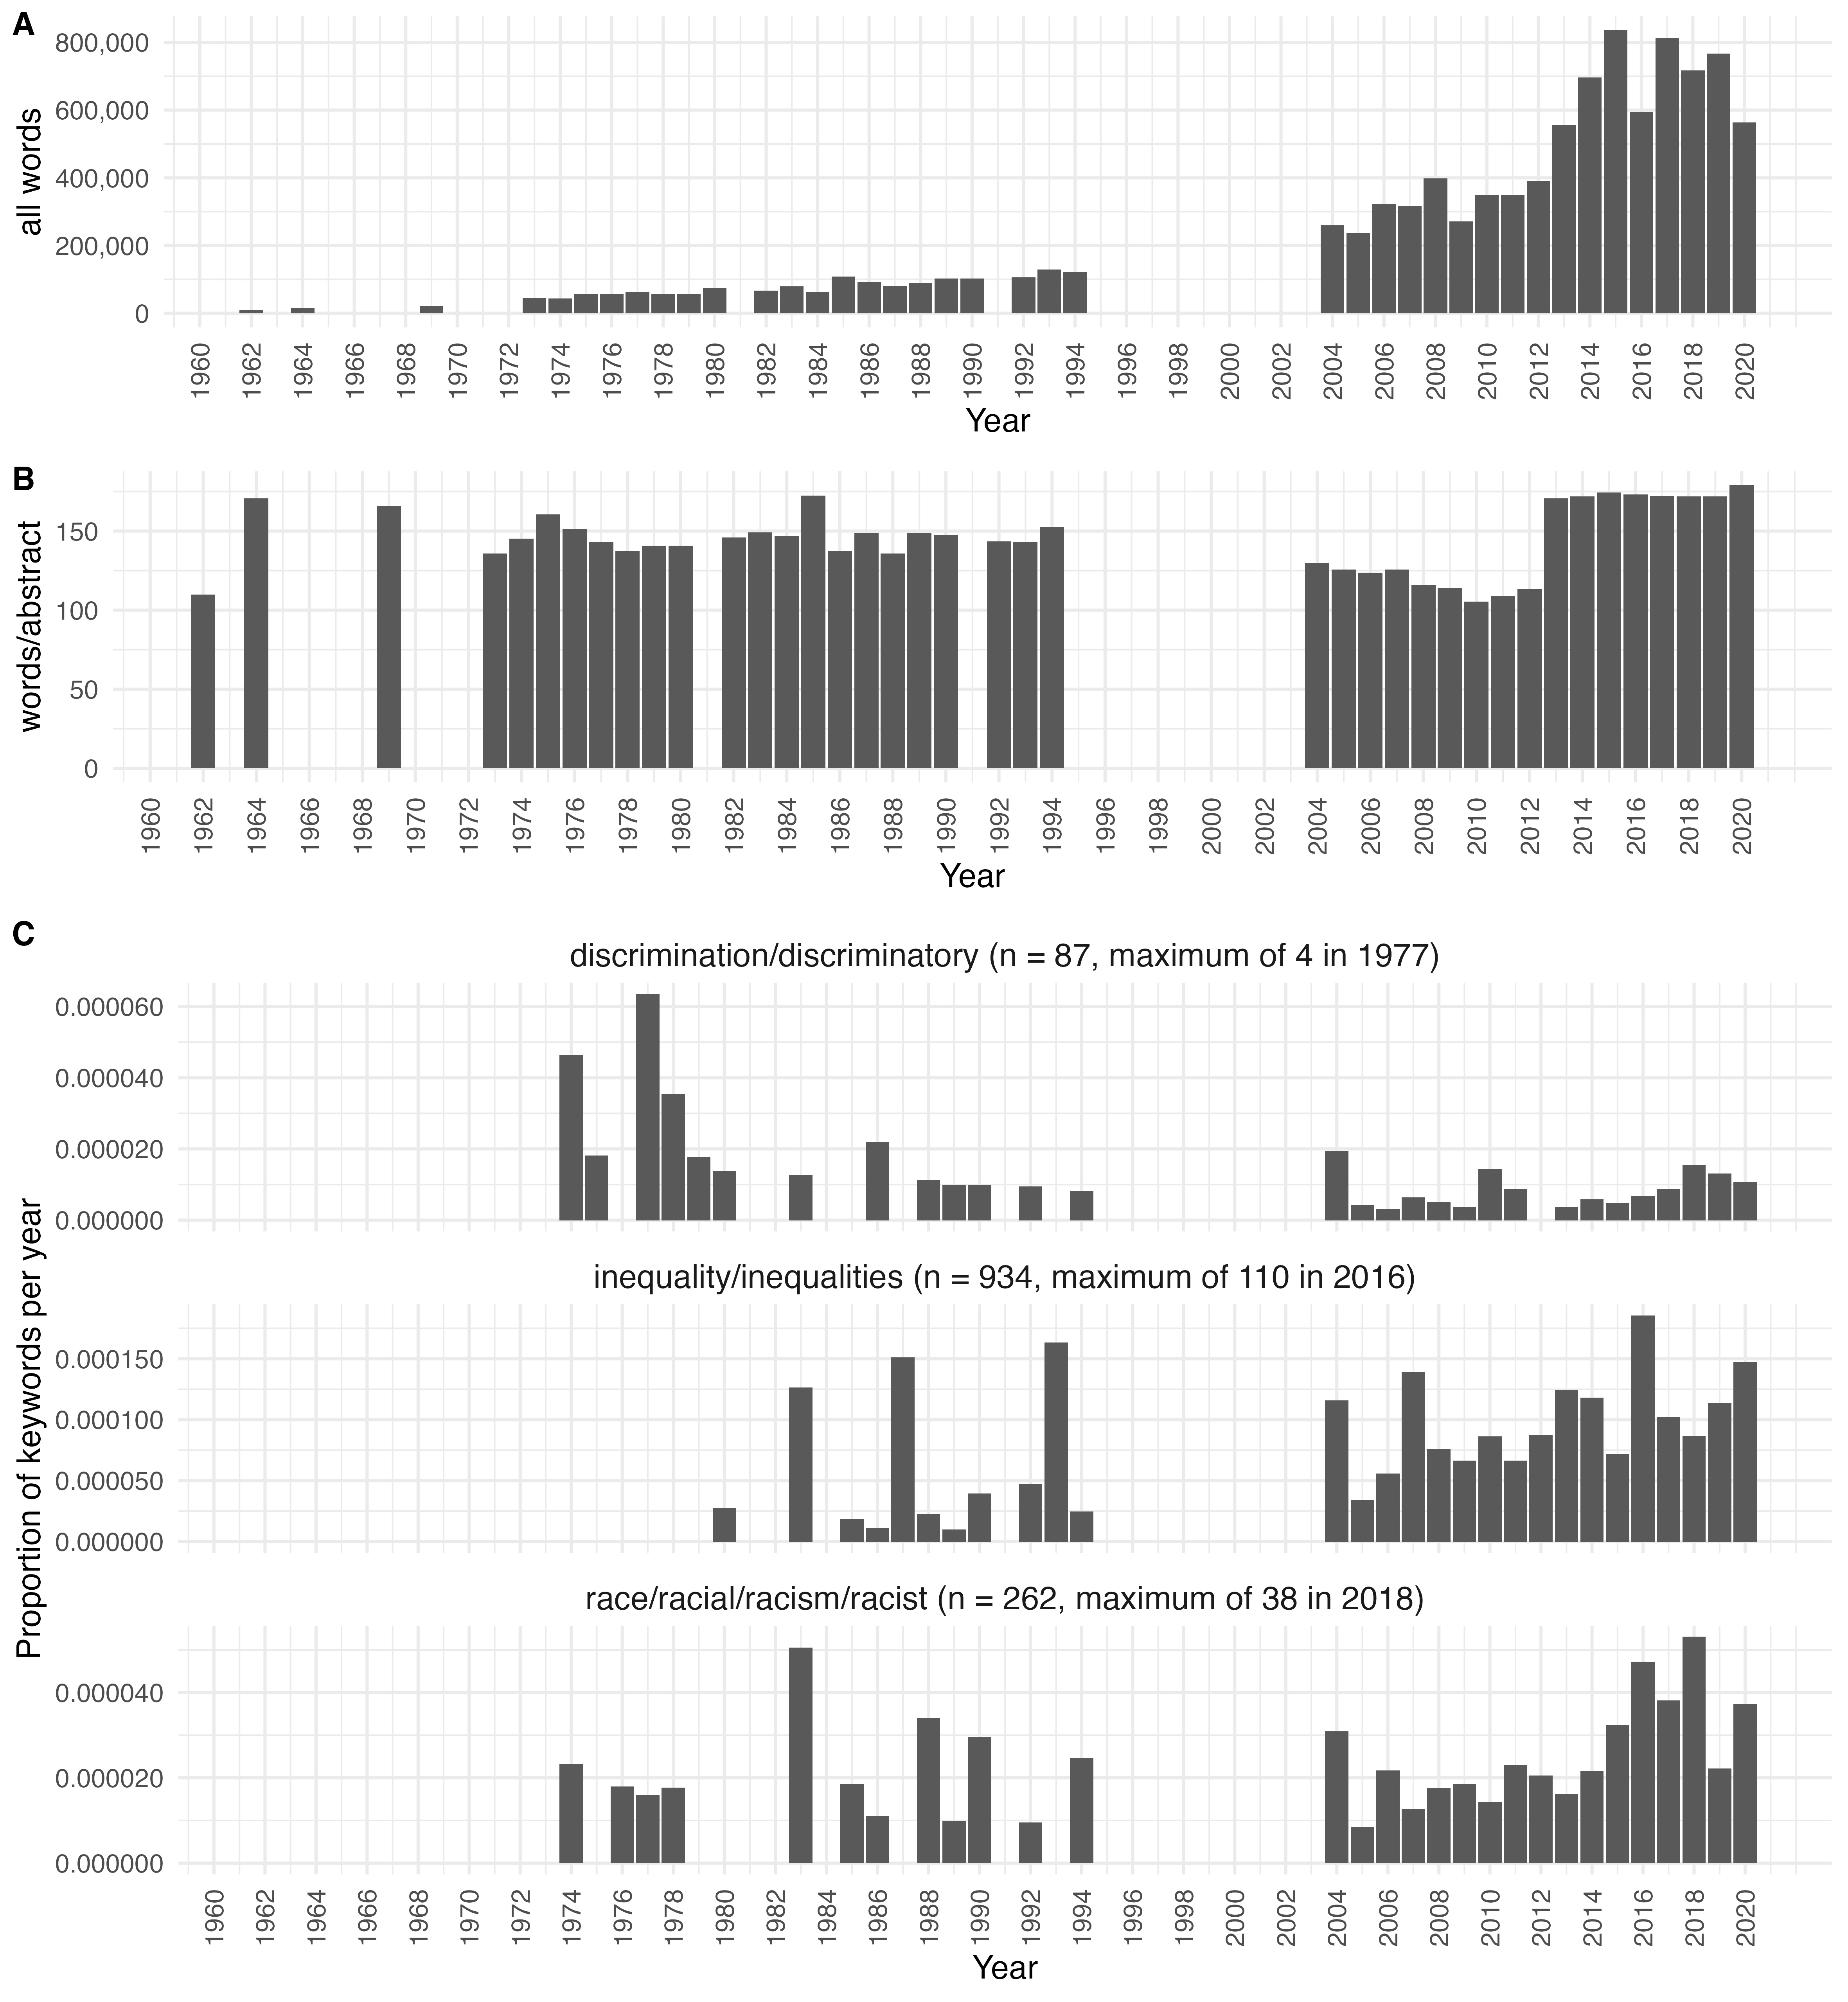 A
all words
800,000
600,000
400,000
200,000
0
1960 1962 1964 1966 1968 1970 1972 1974 1976 1978 1980 1982 1984 1986 1988 1990 1992 1994 1996 1998 2000 2002 2004 2006 2008 2010 2012 2014 2016 2018 2020
Year
B
words/abstract
150
100
50
0
1960 1962 1964 1966 1968 1970 1972 1974 1976 1978 1980 1982 1984 1986 1988 1990 1992 1994 1996 1998 2000 2002 2004 2006 2008 2010 2012 2014 2016 2018 2020
Year
C
Proportion of keywords per year
discrimination/discriminatory (n = 87, maximum of 4 in 1977)
0.000060
0.000040
0.000020
0.000000
inequality/inequalities (n = 934, maximum of 110 in 2016)
0.000150
0.000100
0.000050
0.000000
race/racial/racism/racist (n = 262, maximum of 38 in 2018)
0.000040
0.000020
0.000000
1960 1962 1964 1966 1968 1970 1972 1974 1976 1978 1980 1982 1984 1986 1988 1990 1992 1994 1996 1998 2000 2002 2004 2006 2008 2010 2012 2014 2016 2018 2020
Year